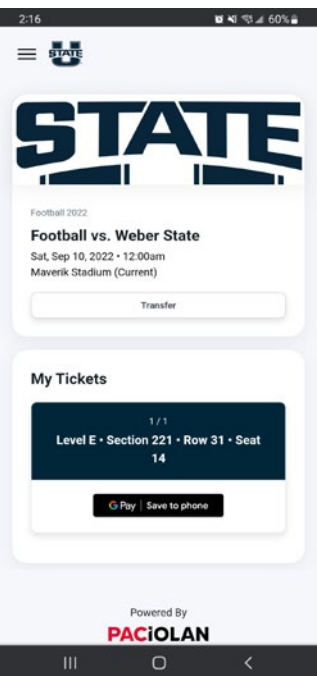 2:16
60%
STATE
STATE
Football 2022
Football vs. Weber State
Sat, Sep 10, 2022 • 12:00am
Maverik Stadium (Current)
Transfer
My Tickets
1 / 1
Level E • Section 221 • Row 31 • Seat
14
G Pay | Save to phone
Powered By
PACIOLAN